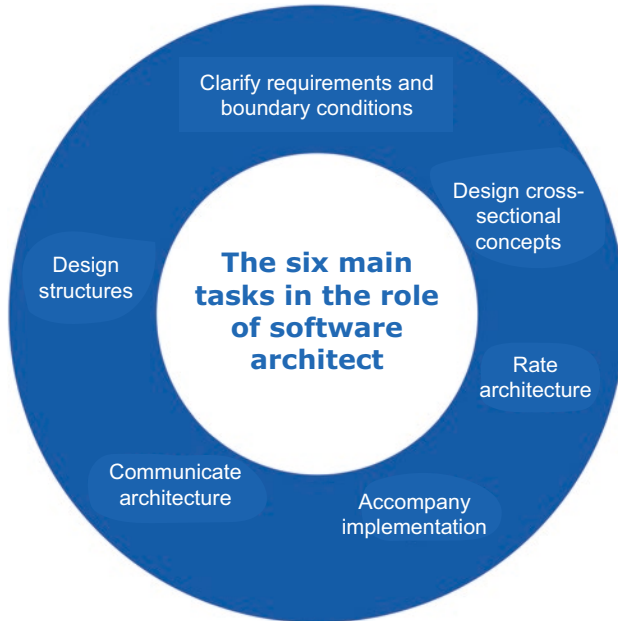 Clarify requirements and
boundary conditions
Design cross-
sectional
concepts
Design
structures
The six main
tasks in the role
of software
architect
Rate
architecture
Communicate
architecture
Accompany
implementation